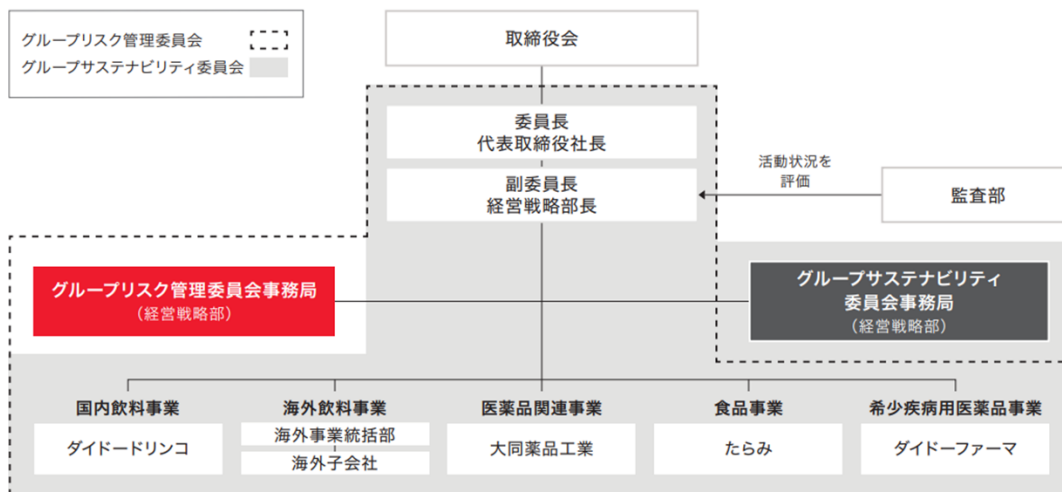 グループリスク管理委員会
グループサステナビリティ委員会
取締役会
委員長
代表取締役社長
副委員長
経営戦略部長
活動状況を
評価
監査部
グループリスク管理委員会事務局
（経営戦略部）
グループサステナビリティ
委員会事務局
（経営戦略部）
国内飲料事業
ダイドードリンコ
海外飲料事業
海外事業統括部
海外子会社
医薬品関連事業
大同薬品工業
食品事業
たらみ
希少疾病用医薬品事業
ダイドーファーマ